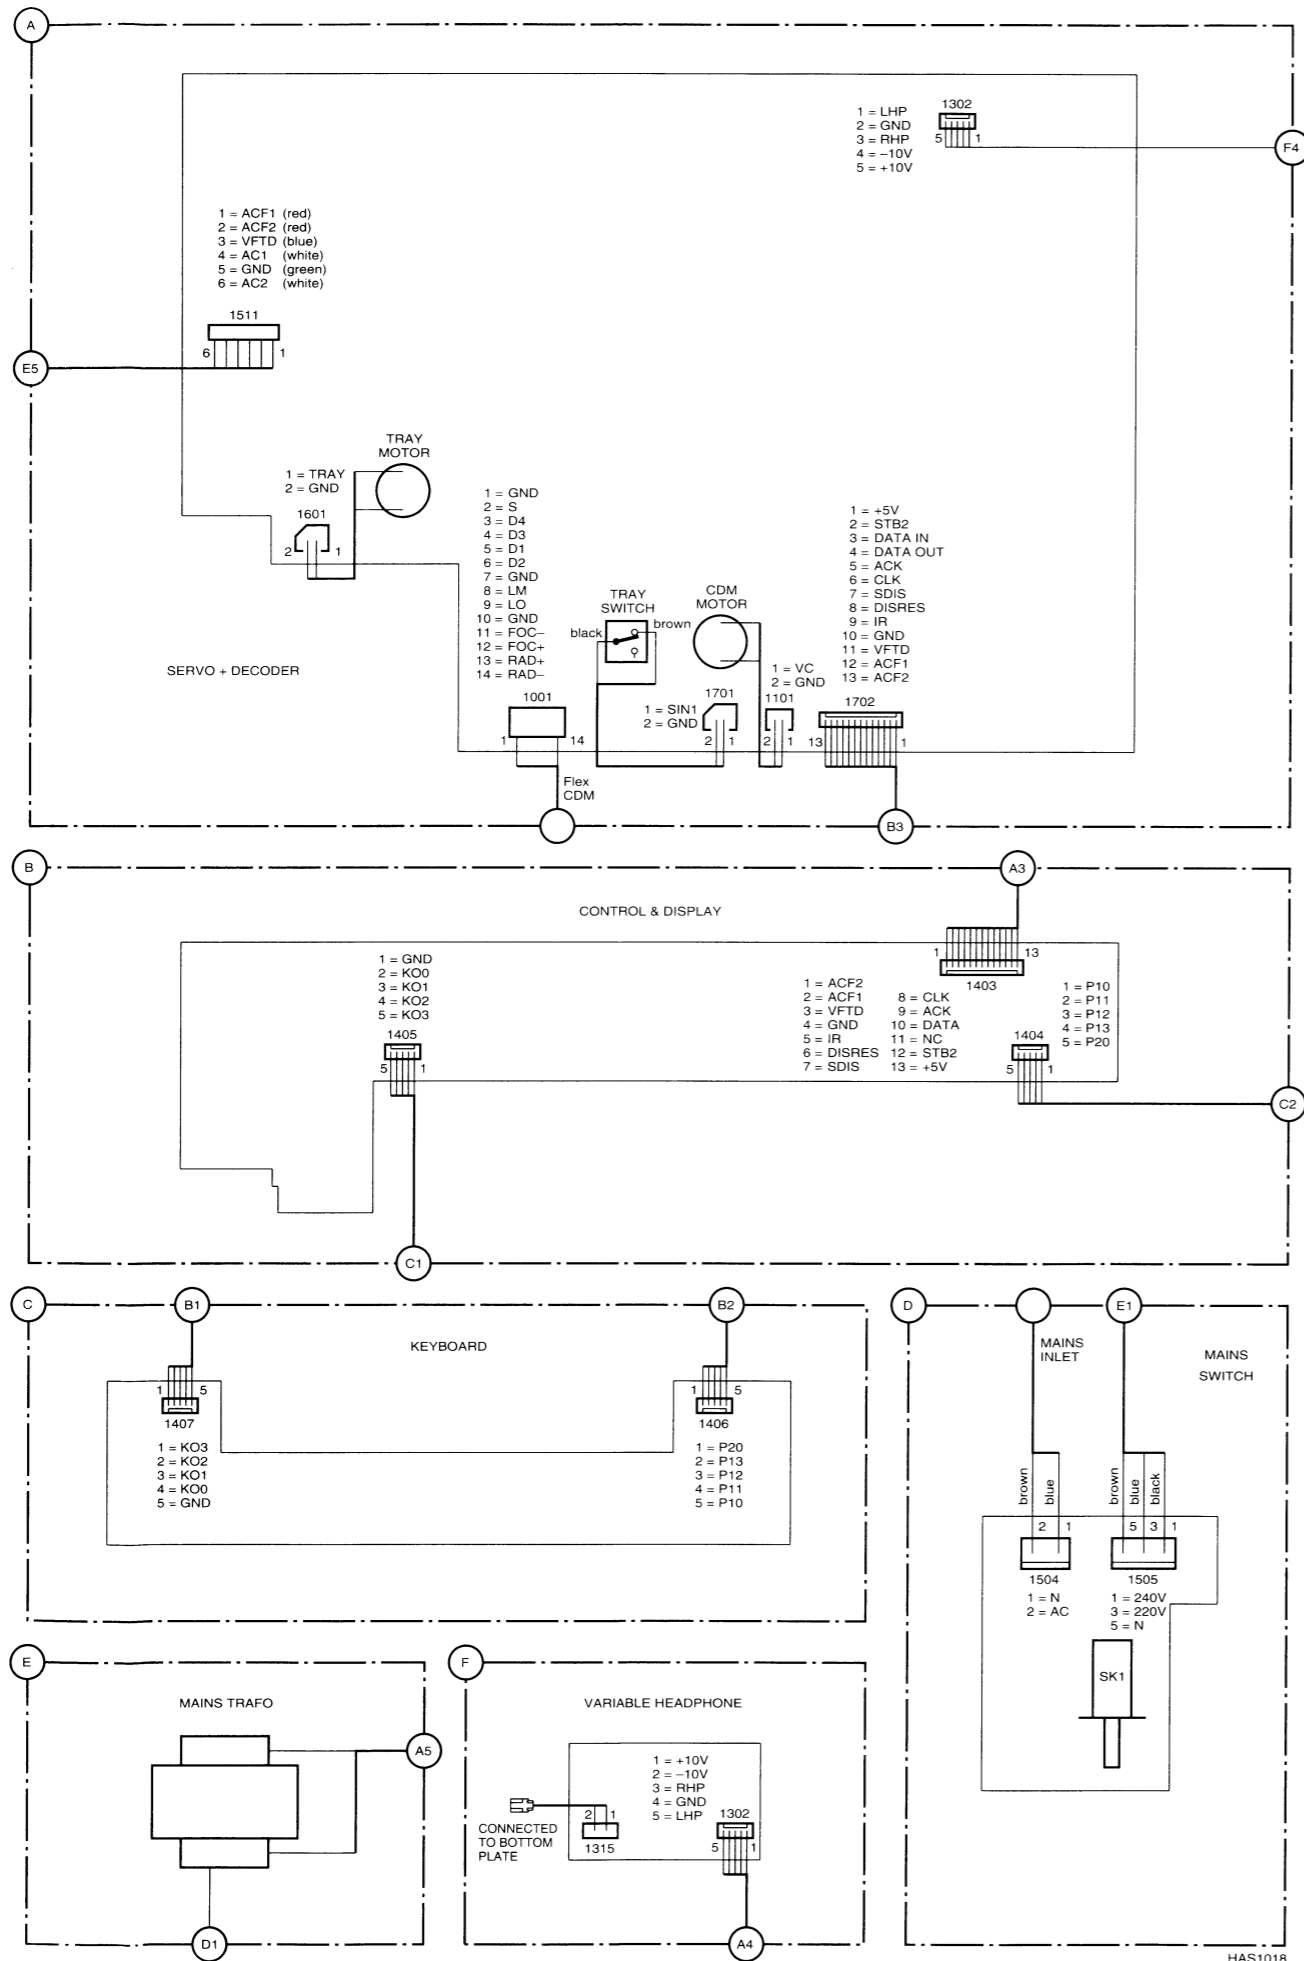 A
1 = LHP
2 = GND
3 = RHP
4 = –10V
5 = +10V
1302
5 1
F4
1 = ACF1 (red)
2 = ACF2 (red)
3 = VFTD (blue)
4 = AC1 (white)
5 = GND (green)
6 = AC2 (white)
1511
6 1
E5
TRAY
MOTOR
1 = TRAY
2 = GND
1601
2 1
1 = GND
2 = S
3 = D4
4 = D3
5 = D1
6 = D2
7 = GND
8 = LM
9 = LO
10 = GND
11 = FOC–
12 = FOC+
13 = RAD+
14 = RAD–
1001
1 14
Flex
CDM
TRAY
SWITCH
black
brown
CDM
MOTOR
1 = SIN1
2 = GND
1701
2 1
1 = VC
2 = GND
1101
2 1
1 = +5V
2 = STB2
3 = DATA IN
4 = DATA OUT
5 = ACK
6 = CLK
7 = SDIS
8 = DISRES
9 = IR
10 = GND
11 = VFTD
12 = ACF1
13 = ACF2
1702
13 1
SERVO + DECODER
B3
B
A3
CONTROL & DISPLAY
1 = GND
2 = KO0
3 = KO1
4 = KO2
5 = KO3
1405
5 1
1 13
1403
1 = ACF2
2 = ACF1
3 = VFTD
4 = GND
5 = IR
6 = DISRES
7 = SDIS
8 = CLK
9 = ACK
10 = DATA
11 = NC
12 = STB2
13 = +5V
1 = P10
2 = P11
3 = P12
4 = P13
5 = P20
1404
5 1
C2
C1
C
B1
B2
KEYBOARD
1 5
1407
1 = KO3
2 = KO2
3 = KO1
4 = KO0
5 = GND
1 5
1406
1 = P20
2 = P13
3 = P12
4 = P11
5 = P10
D
E1
MAINS
INLET
MAINS
SWITCH
brown
blue
brown
blue
black
2 1
5 3 1
1504
1505
1 = N
2 = AC
1 = 240V
3 = 220V
5 = N
SK1
E
MAINS TRAFO
A5
D1
F
VARIABLE HEADPHONE
1 = +10V
2 = –10V
3 = RHP
4 = GND
5 = LHP
CONNECTED
TO BOTTOM
PLATE
2 1
1315
1302
5 1
A4
HAS1018